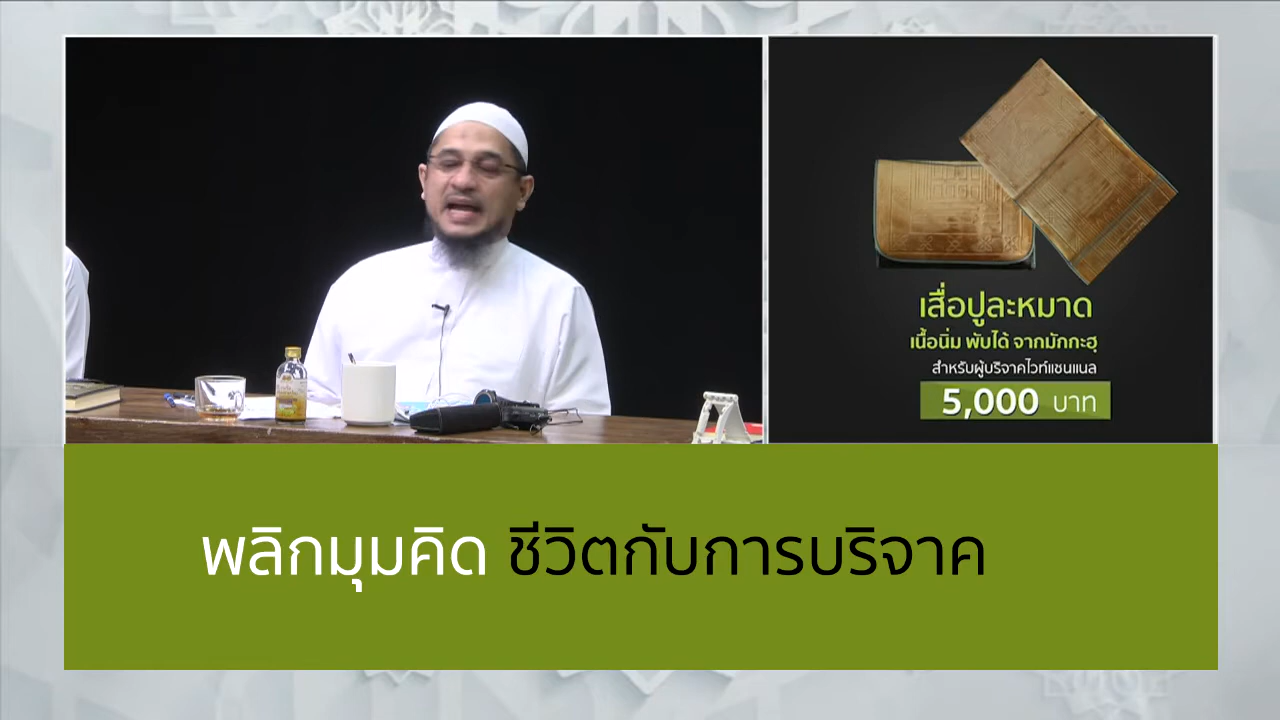 เสื่อปูละหมาด
เนื้อนิ่ม พับได้ จากมักกะฮฺ
สำหรับผู้บริจาคไวท์แชนแนล
5,000 บาท
พลิกมุมคิด ชีวิตกับการบริจาค